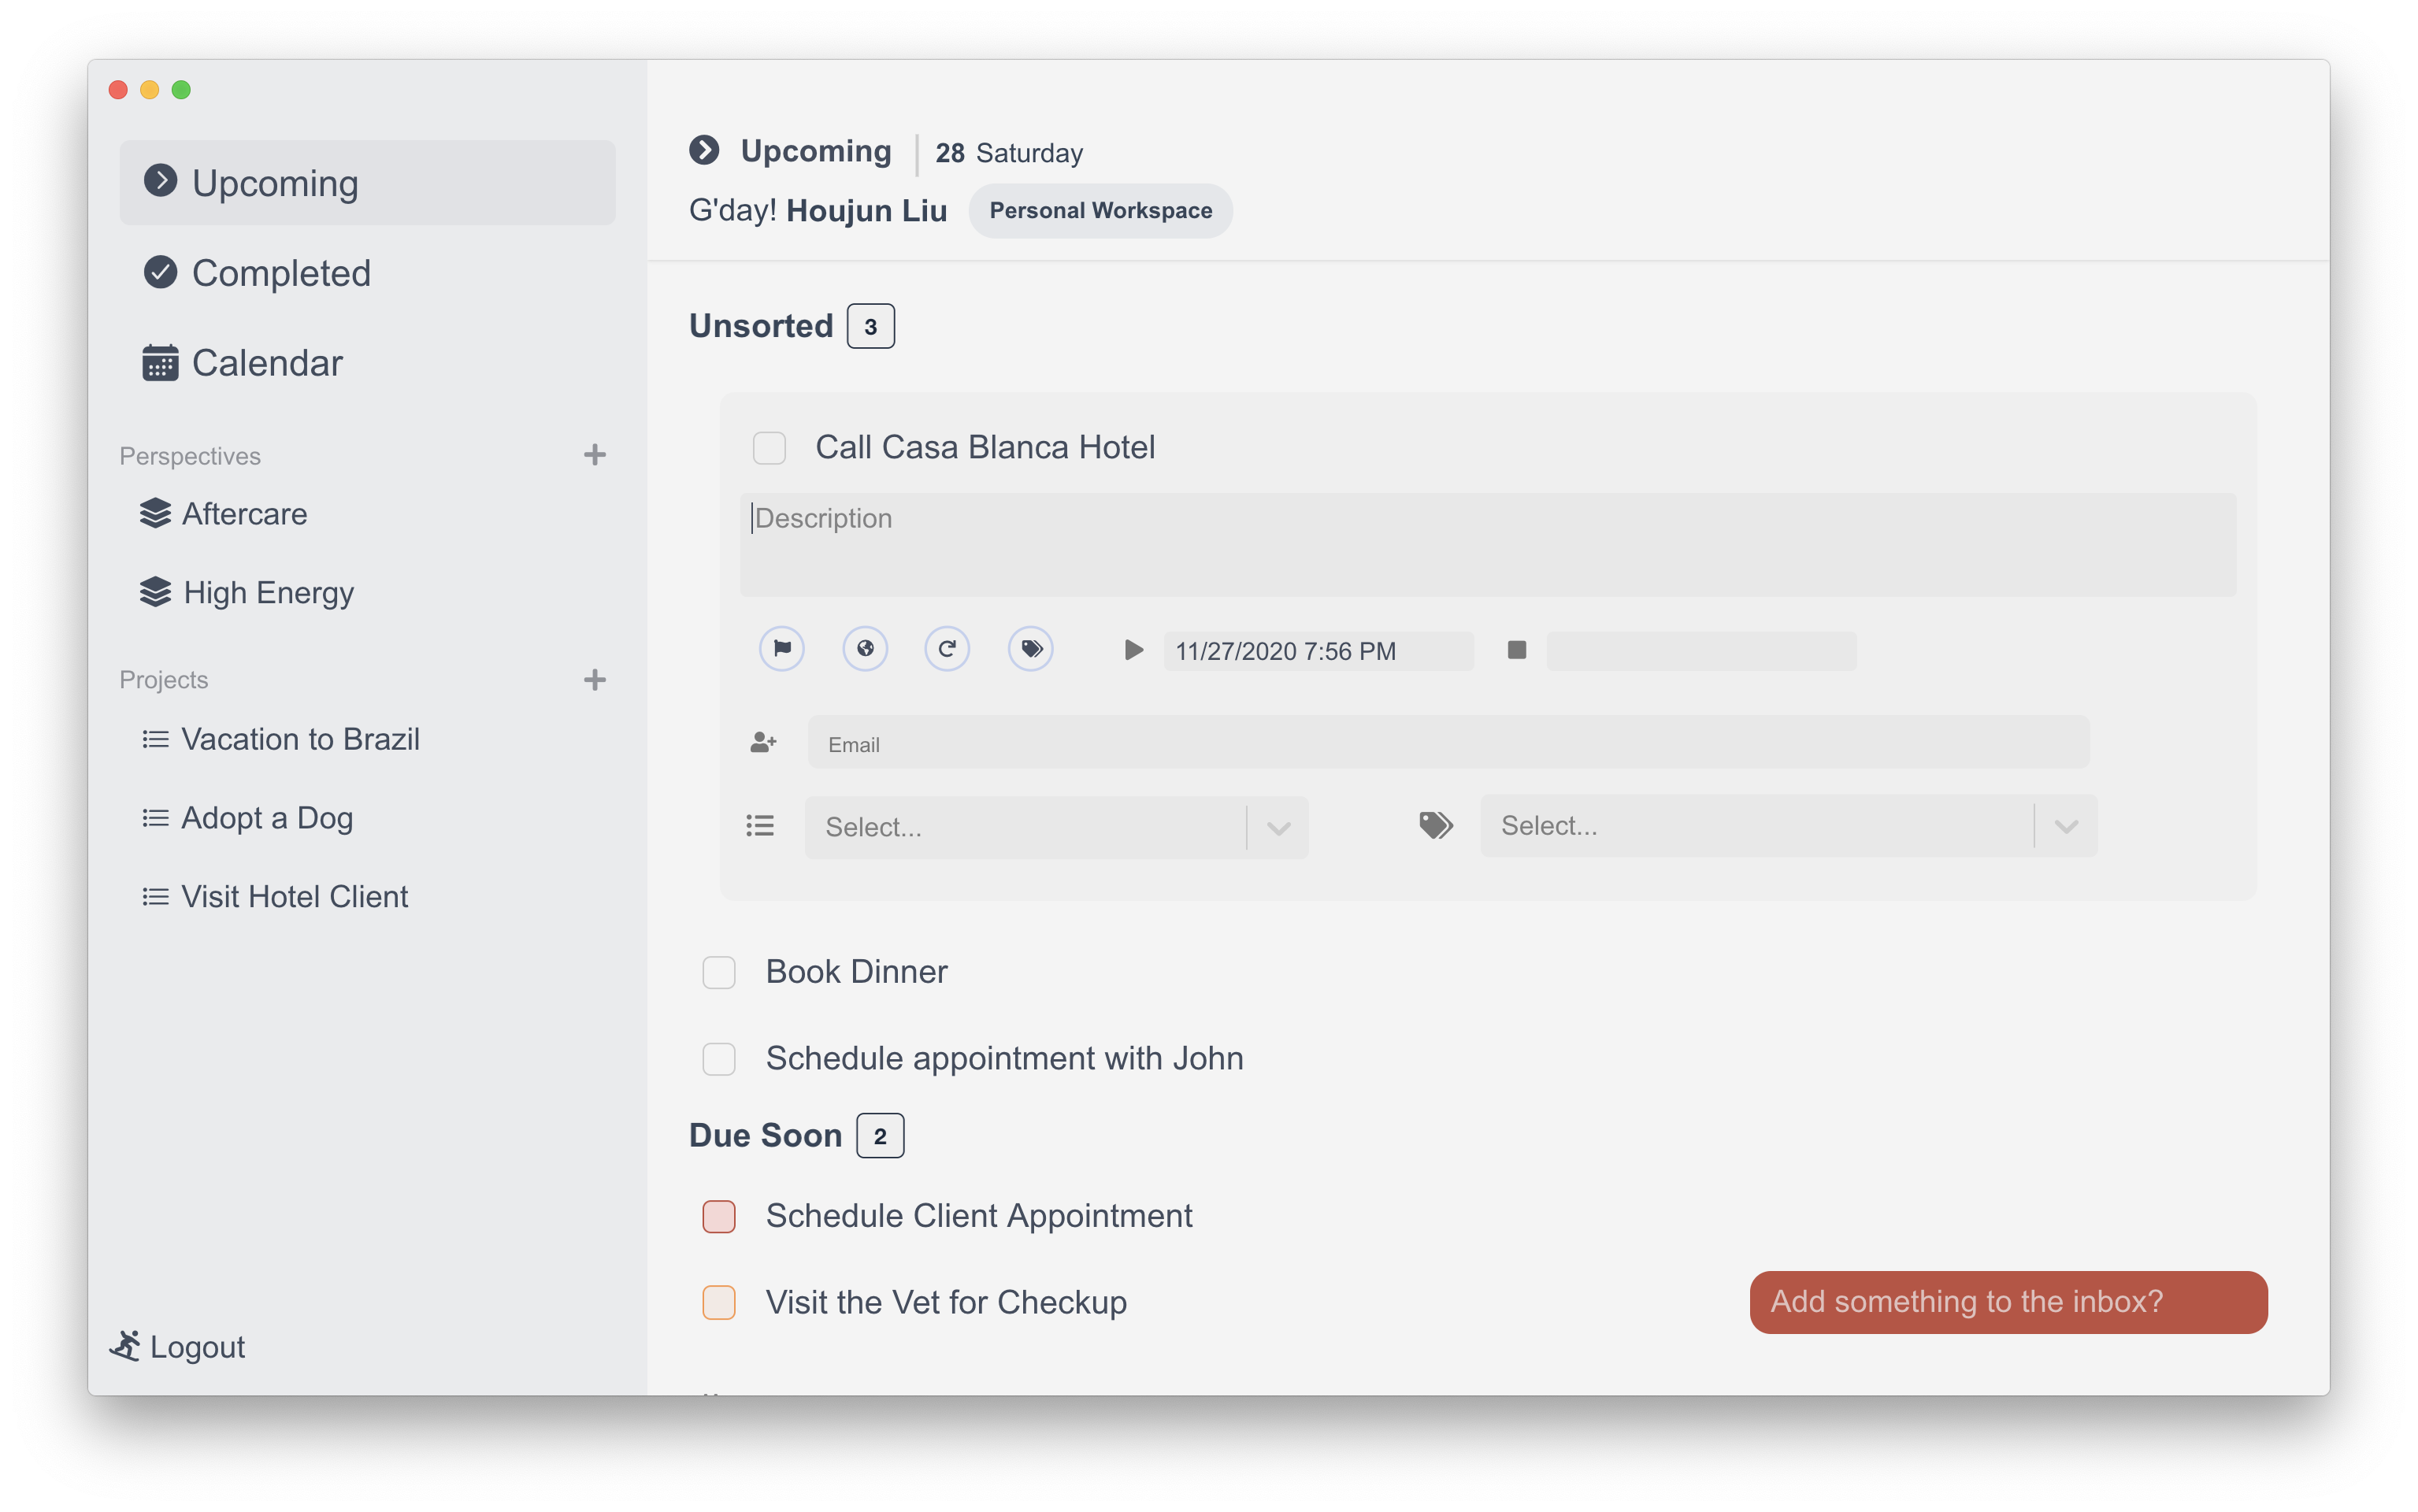 Upcoming
Completed
Calendar
Perspectives
Aftercare
High Energy
Projects
Vacation to Brazil
Adopt a Dog
Visit Hotel Client
Logout
Upcoming 28 Saturday
G'day! Houjun Liu Personal Workspace
Unsorted 3
Call Casa Blanca Hotel
Description
11/27/2020 7:56 PM
Email
Select... Select...
Book Dinner
Schedule appointment with John
Due Soon 2
Schedule Client Appointment
Visit the Vet for Checkup
Add something to the inbox?